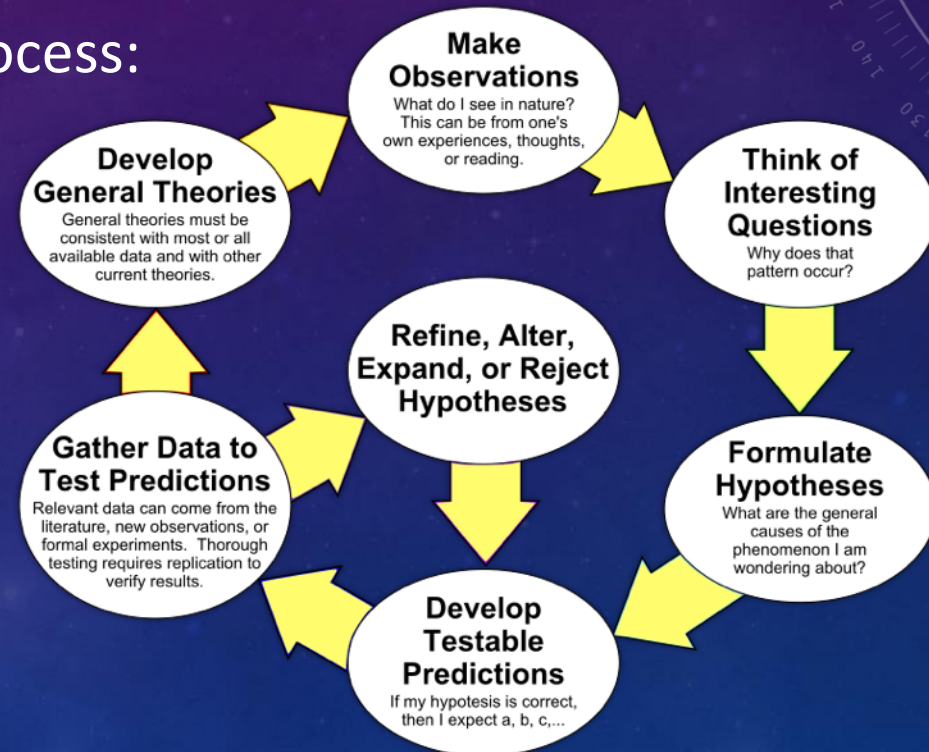 ocess:
Make
Observations
What do I see in nature?
This can be from one's
own experiences, thoughts,
or reading.
Think of
Interesting
Questions
Why does that
pattern occur?
Formulate
Hypotheses
What are the general
causes of the
phenomenon I am
wondering about?
Develop
Testable
Predictions
If my hypotesis is correct,
then I expect a, b, c,...
Gather Data to
Test Predictions
Relevant data can come from the
literature, new observations, or
formal experiments. Thorough
testing requires replication to
verify results.
Refine, Alter,
Expand, or Reject
Hypotheses
Develop
General Theories
General theories must be
consistent with most or all
available data and with other
current theories.
140
130